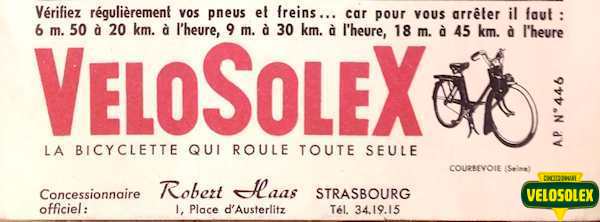 Vérifiez régulièrement vos pneus et freins... car pour vous arrêter il faut :
6 m. 50 à 20 km. à l'heure, 9 m. à 30 km. à l'heure, 18 m. à 45 km. à l'heure
VELOSOLEX
LA BICYCLETTE QUI ROULE TOUTE SEULE
COURBEVOIE (Seine)
A.P. N° 446
Concessionnaire officiel :
Robert Haas STRASBOURG
1, Place d'Austerlitz Tél. 34.19.15
CONCESSIONNAIRE
VELOSOLEX